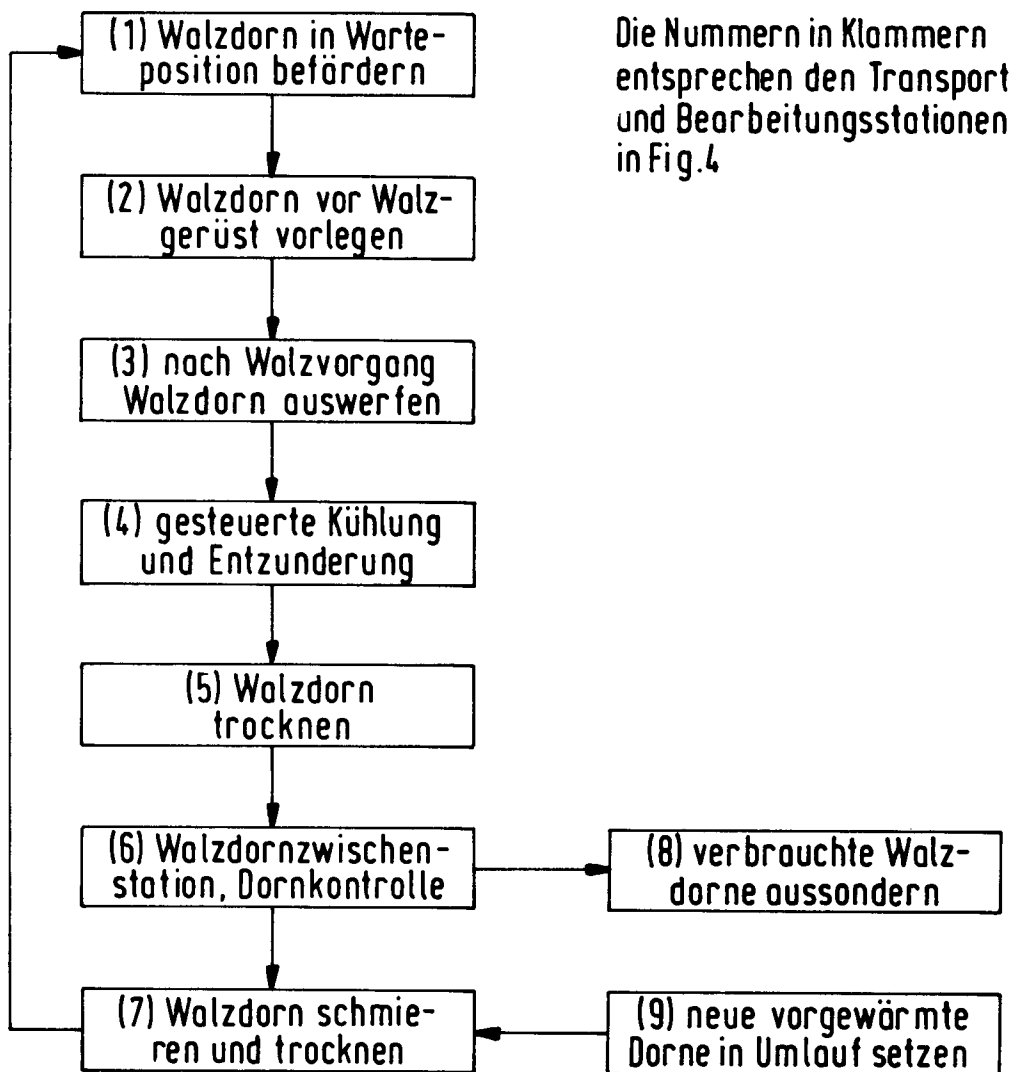 (1) Walzdorn in Warte-
position befördern
Die Nummern in Klammern
entsprechen den Transport
und Bearbeitungsstationen
in Fig.4
(2) Walzdorn vor Walz-
gerüst vorlegen
(3) nach Walzvorgang
Walzdorn auswerfen
(4) gesteuerte Kühlung
und Entzunderung
(5) Walzdorn
trocknen
(6) Walzdornzwischen-
station, Dornkontrolle
(8) verbrauchte Walz-
dorne aussondern
(7) Walzdorn schmie-
ren und trocknen
(9) neue vorgewärmte
Dorne in Umlauf setzen